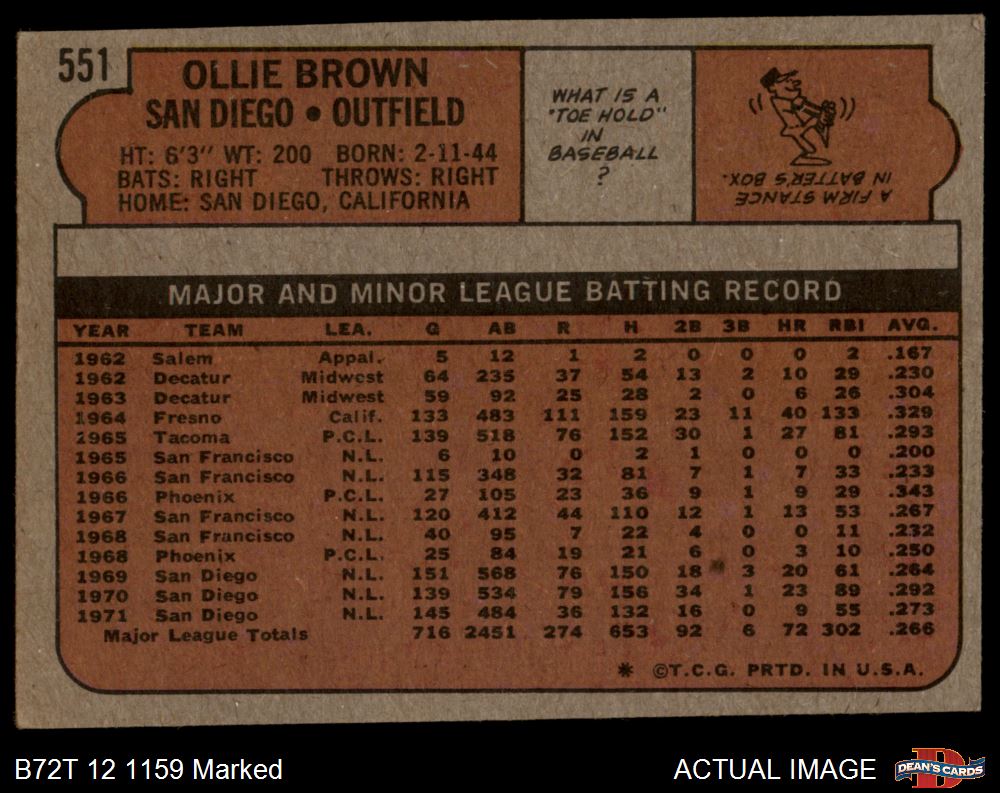 551
OLLIE BROWN
SAN DIEGO • OUTFIELD
HT: 6'3" WT: 200 BORN: 2-11-44
BATS: RIGHT THROWS: RIGHT
HOME: SAN DIEGO, CALIFORNIA
WHAT IS A
"TOE HOLD"
IN
BASEBALL
?
A FIRM STANCE
IN BATTER'S BOX.
MAJOR AND MINOR LEAGUE BATTING RECORD
YEAR TEAM LEA. G AB R H 2B 3B HR RBI AVG.
1962 Salem Appal. 5 12 1 2 0 0 0 2 .167
1962 Decatur Midwest 64 235 37 54 13 2 10 29 .230
1963 Decatur Midwest 59 92 25 28 2 0 6 26 .304
1964 Fresno Calif. 133 483 111 159 23 11 40 133 .329
1965 Tacoma P.C.L. 139 518 76 152 30 1 27 81 .293
1965 San Francisco N.L. 6 10 0 2 1 0 0 0 .200
1966 San Francisco N.L. 115 348 32 81 7 1 7 33 .233
1966 Phoenix P.C.L. 27 105 23 36 9 1 9 29 .343
1967 San Francisco N.L. 120 412 44 110 12 1 13 53 .267
1968 San Francisco N.L. 40 95 7 22 4 0 0 11 .232
1968 Phoenix P.C.L. 25 84 19 21 6 0 3 10 .250
1969 San Diego N.L. 151 568 76 150 18 3 20 61 .264
1970 San Diego N.L. 139 534 79 156 34 1 23 89 .292
1971 San Diego N.L. 145 484 36 132 16 0 9 55 .273
Major League Totals 716 2451 274 653 92 6 72 302 .266
* ©T.C.G. PRTD. IN U.S.A.
B72T 12 1159 Marked
ACTUAL IMAGE
DEAN'S CARDS